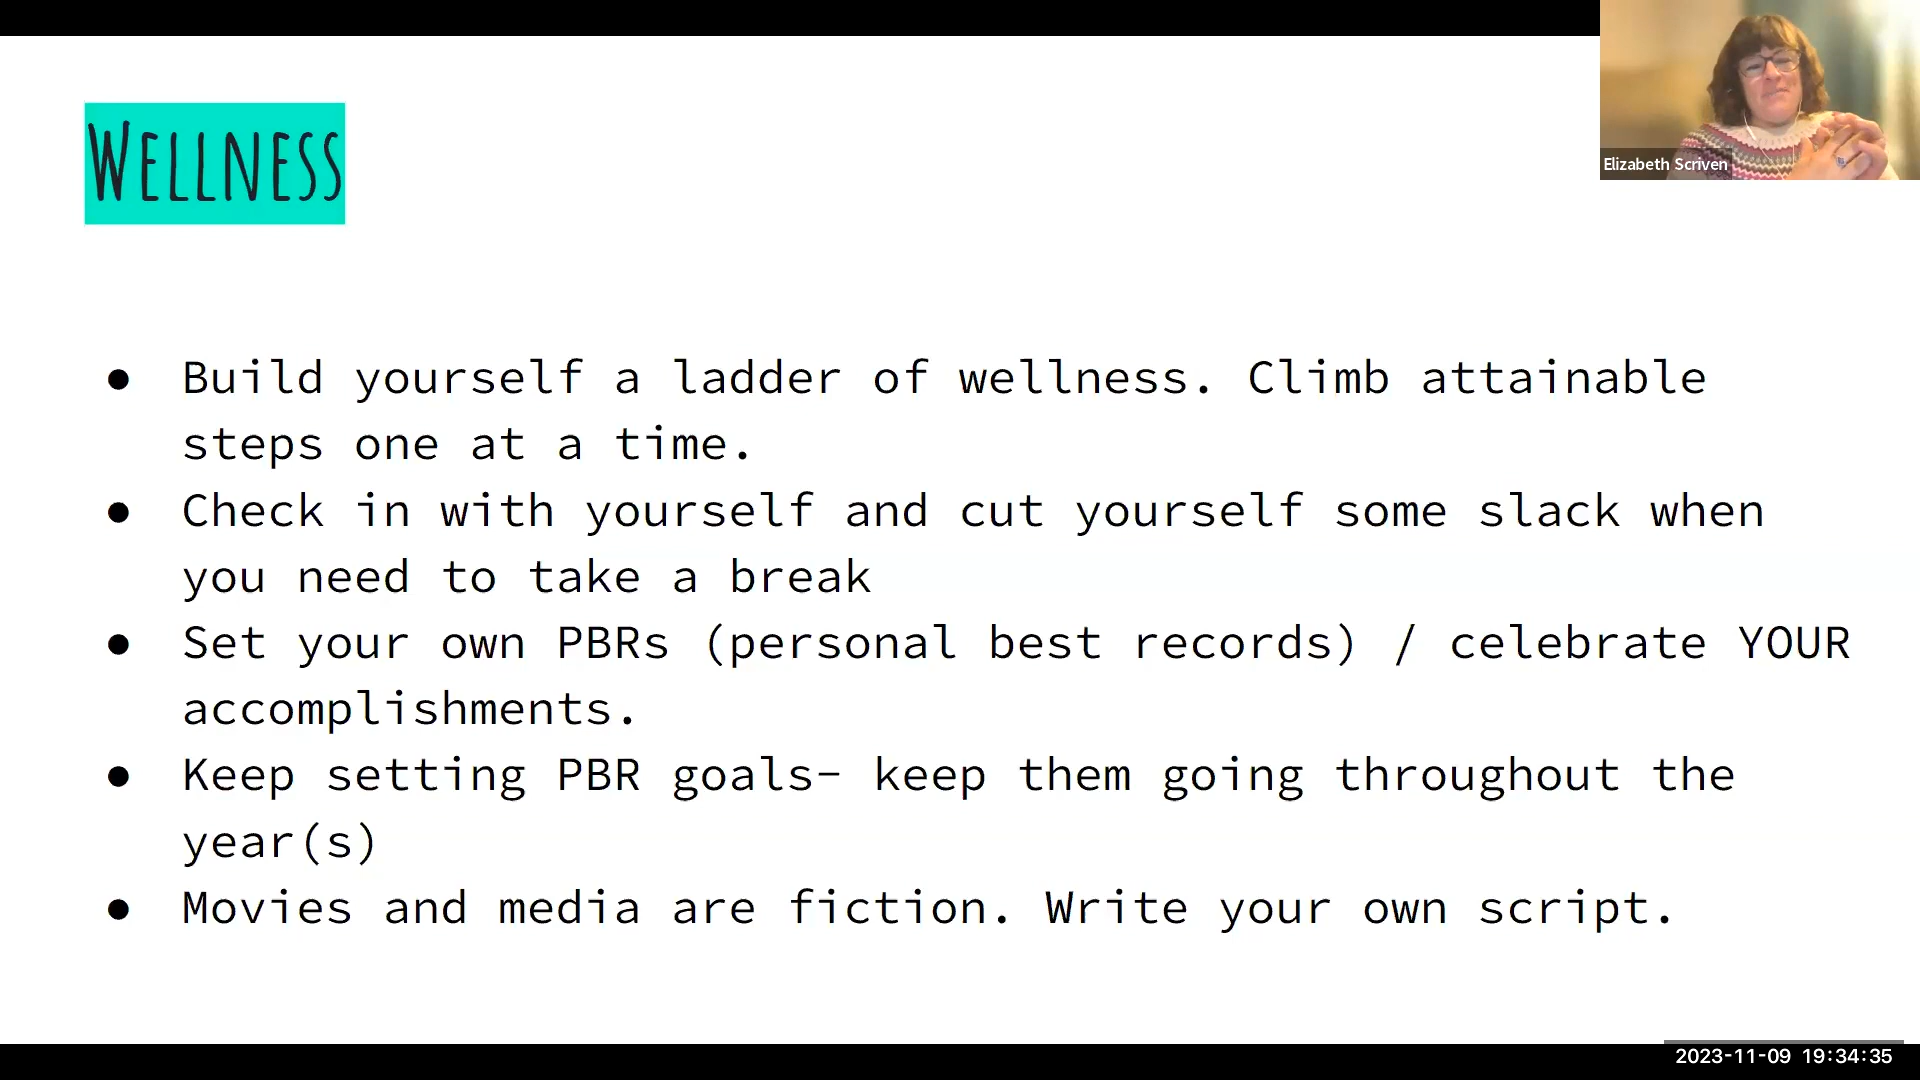 Wellness
Elizabeth Scriven
● Build yourself a ladder of wellness. Climb attainable
steps one at a time.
● Check in with yourself and cut yourself some slack when
you need to take a break
● Set your own PBRs (personal best records) / celebrate YOUR
accomplishments.
● Keep setting PBR goals- keep them going throughout the
year(s)
● Movies and media are fiction. Write your own script.
2023-11-09 19:34:35